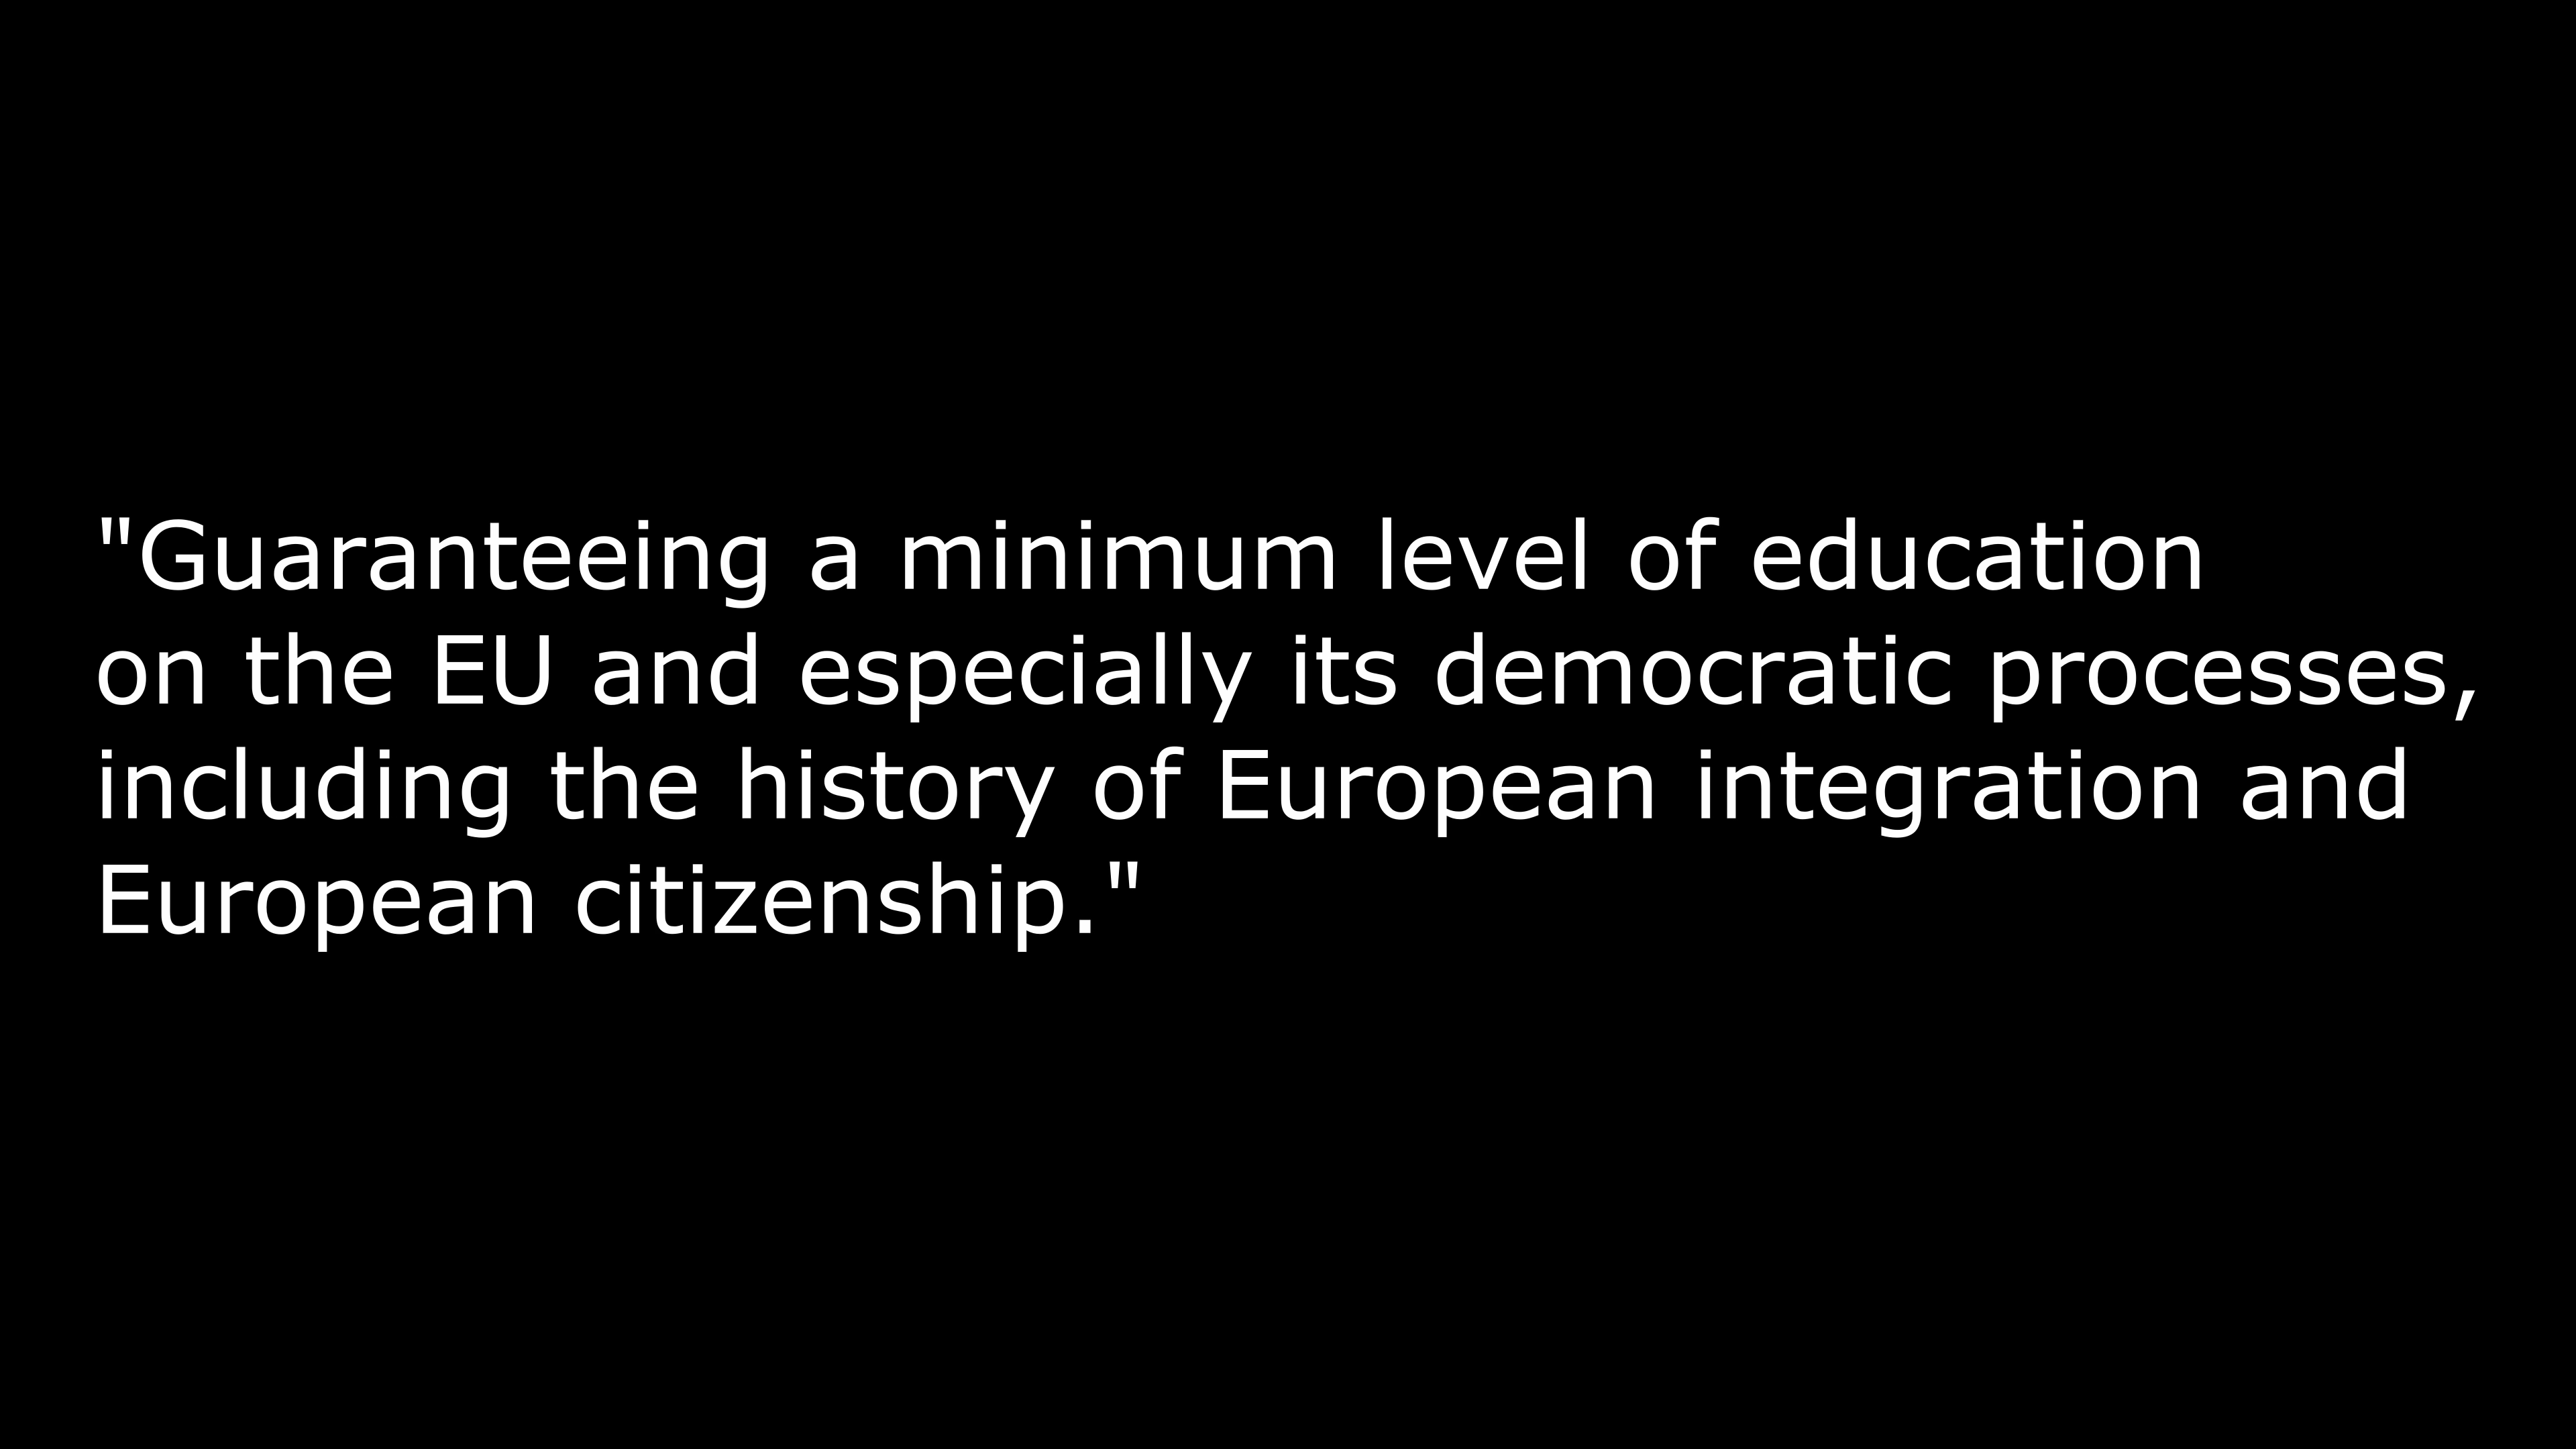 "Guaranteeing a minimum level of education
on the EU and especially its democratic processes,
including the history of European integration and
European citizenship."